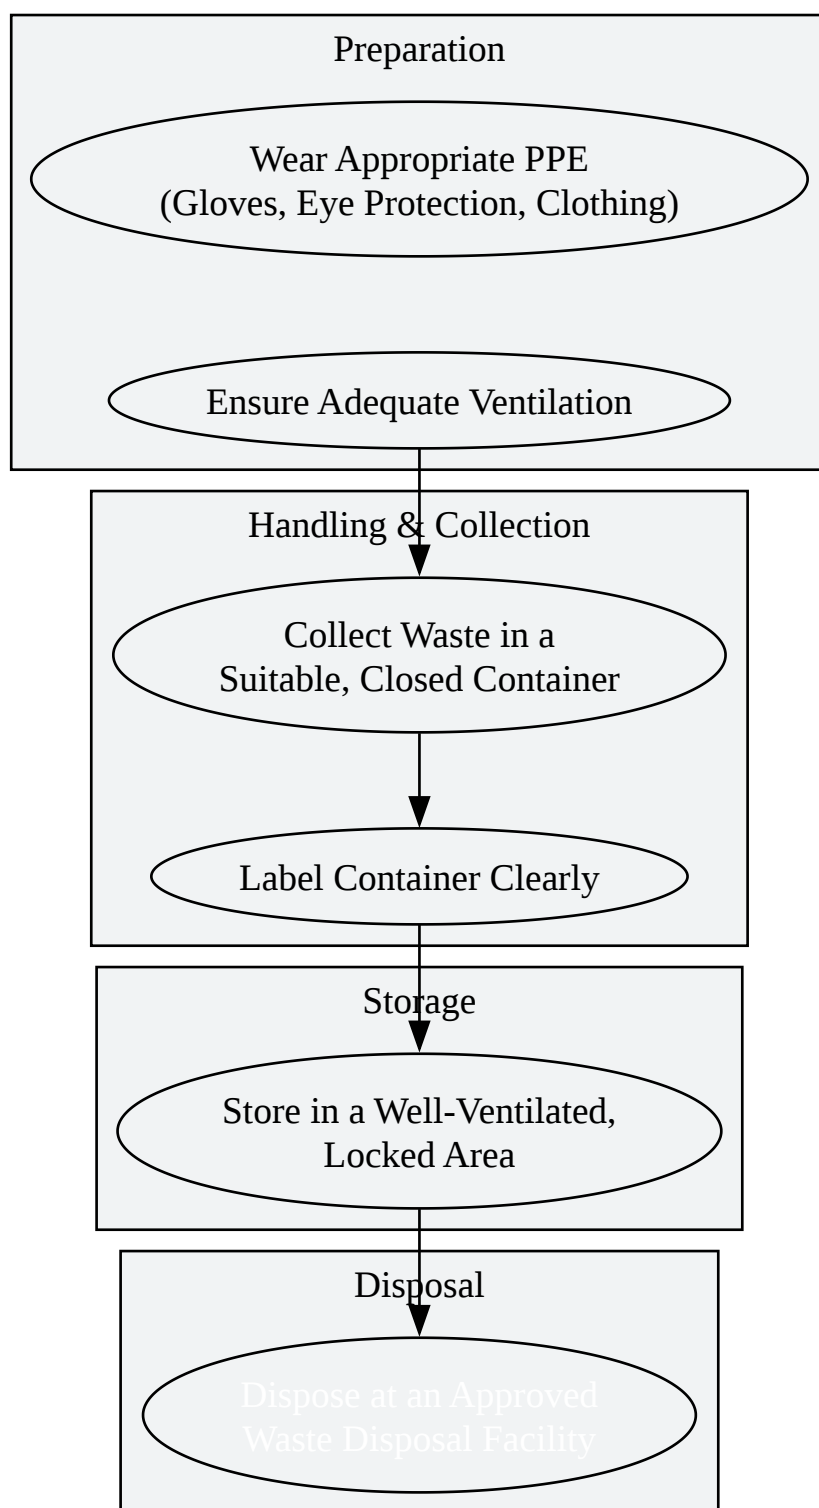 Preparation
Wear Appropriate PPE
(Gloves, Eye Protection, Clothing)
Ensure Adequate Ventilation
Handling & Collection
Collect Waste in a
Suitable, Closed Container
Label Container Clearly
Storage
Store in a Well-Ventilated,
Locked Area
Disposal
Dispose at an Approved
Waste Disposal Facility